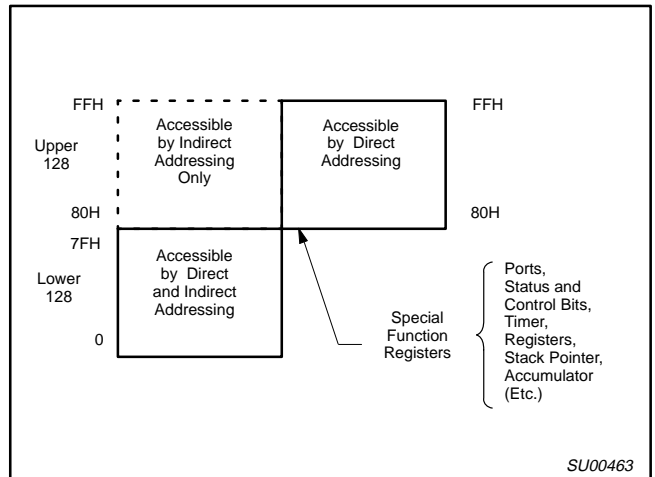 FFH
Upper
128
80H
7FH
Lower
128
0
Accessible
by Indirect
Addressing
Only
Accessible
by Direct
Addressing
FFH
80H
Accessible
by Direct
and Indirect
Addressing
Special
Function
Registers
Ports,
Status and
Control Bits,
Timer,
Registers,
Stack Pointer,
Accumulator
(Etc.)
SU00463